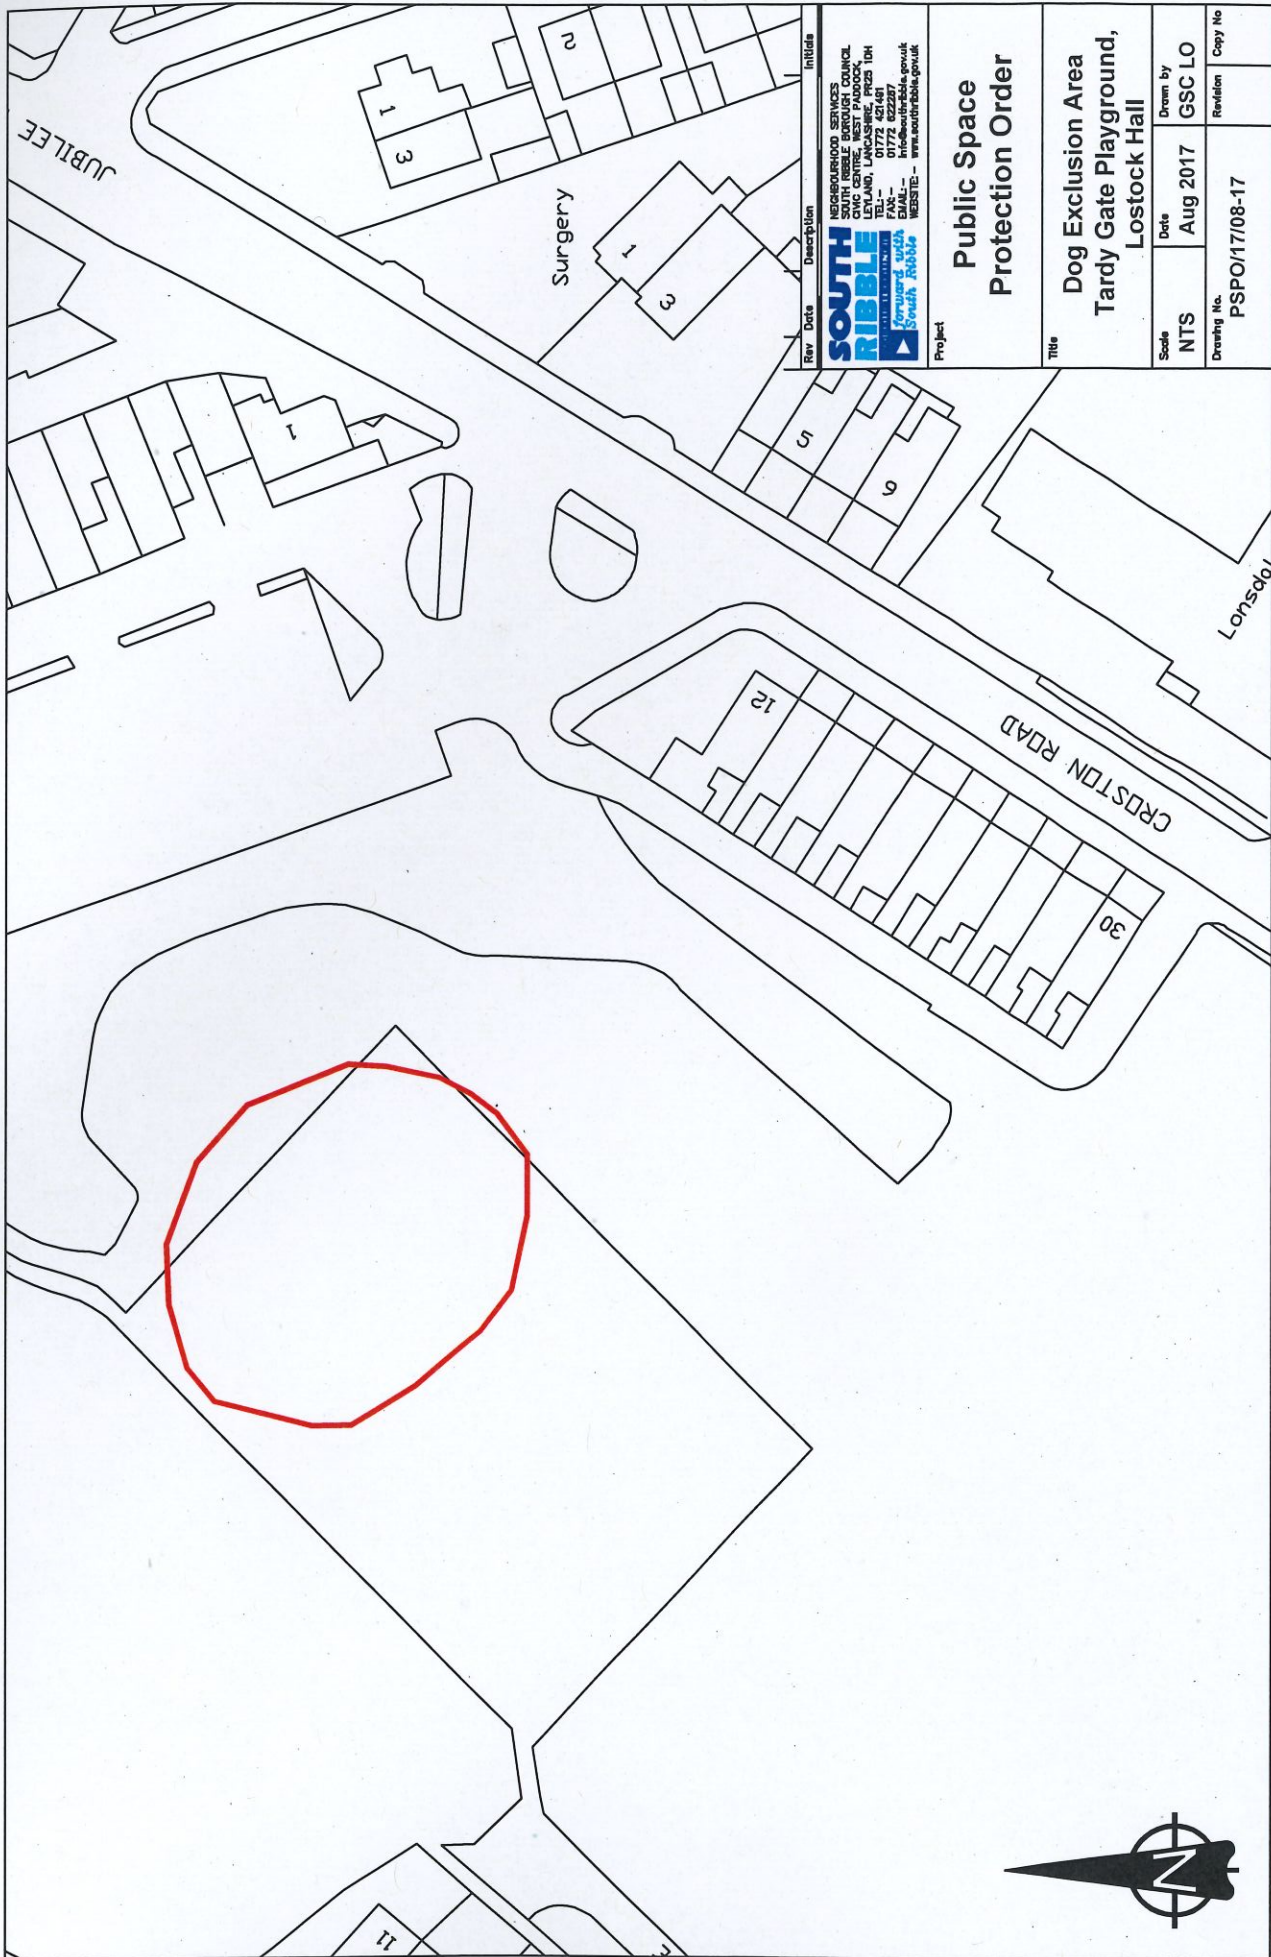 JUBILEE
1
3
2
Surgery
1
3
1
5
9
12
30
CROSTON ROAD
11
N
Rev Date Description Initials
SOUTH
RIBBLE
forward with
South Ribble
NEIGHBOURHOOD SERVICES
SOUTH RIBBLE BOROUGH COUNCIL
CIVIC CENTRE, WEST PADDOCK,
LEYLAND, LANCASHIRE, PR25 1DH
TEL:- 01772 421491
FAX:- 01772 622287
EMAIL:- info@southribble.gov.uk
WEBSITE:- www.southribble.gov.uk
Project
Public Space
Protection Order
Title
Dog Exclusion Area
Tardy Gate Playground,
Lostock Hall
Scale Date Drawn by
NTS Aug 2017 GSC LO
Drawing No. Revision Copy No
PSPO/17/08-17